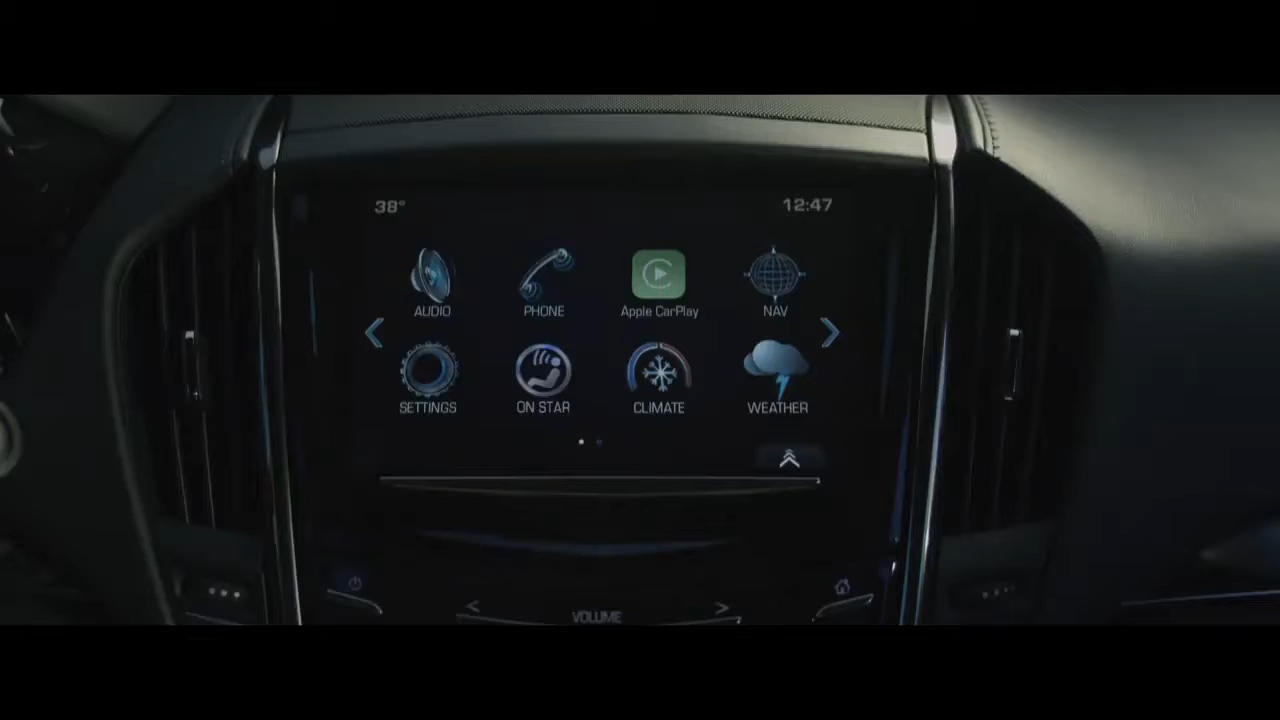 38° 12:47
AUDIO PHONE Apple CarPlay NAV
SETTINGS ON STAR CLIMATE WEATHER
VOLUME